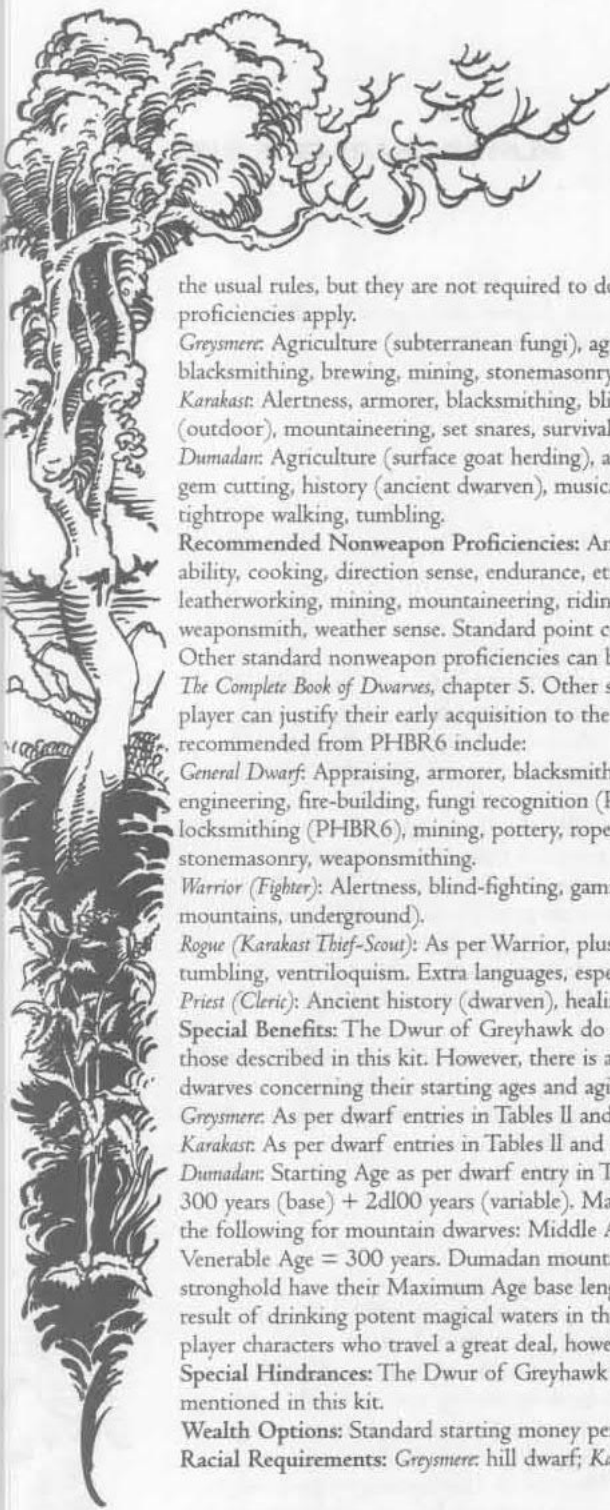 the usual rules, but they are not required to do
proficiencies apply.
Greysmere: Agriculture (subterranean fungi), ag
blacksmithing, brewing, mining, stonemasonry
Karakast: Alertness, armorer, blacksmithing, bli
(outdoor), mountaineering, set snares, survival
Dumadan: Agriculture (surface goat herding), a
gem cutting, history (ancient dwarven), music
tightrope walking, tumbling.
Recommended Nonweapon Proficiencies: An
ability, cooking, direction sense, endurance, et
leatherworking, mining, mountaineering, ridin
weaponsmith, weather sense. Standard point c
Other standard nonweapon proficiencies can b
The Complete Book of Dwarves, chapter 5. Other s
player can justify their early acquisition to the
recommended from PHBR6 include:
General Dwarf: Appraising, armorer, blacksmith
engineering, fire-building, fungi recognition (P
locksmithing (PHBR6), mining, pottery, rope
stonemasonry, weaponsmithing.
Warrior (Fighter): Alertness, blind-fighting, gam
mountains, underground).
Rogue (Karakast Thief-Scout): As per Warrior, plus
tumbling, ventriloquism. Extra languages, espe
Priest (Cleric): Ancient history (dwarven), healin
Special Benefits: The Dwur of Greyhawk do
those described in this kit. However, there is a
dwarves concerning their starting ages and agi
Greysmere: As per dwarf entries in Tables 11 and
Karakast: As per dwarf entries in Tables 11 and
Dumadan: Starting Age as per dwarf entry in T
300 years (base) + 2d100 years (variable). Ma
the following for mountain dwarves: Middle A
Venerable Age = 300 years. Dumadan mount
stronghold have their Maximum Age base leng
result of drinking potent magical waters in th
player characters who travel a great deal, howe
Special Hindrances: The Dwur of Greyhawk
mentioned in this kit.
Wealth Options: Standard starting money pe
Racial Requirements: Greysmere: hill dwarf; Ka